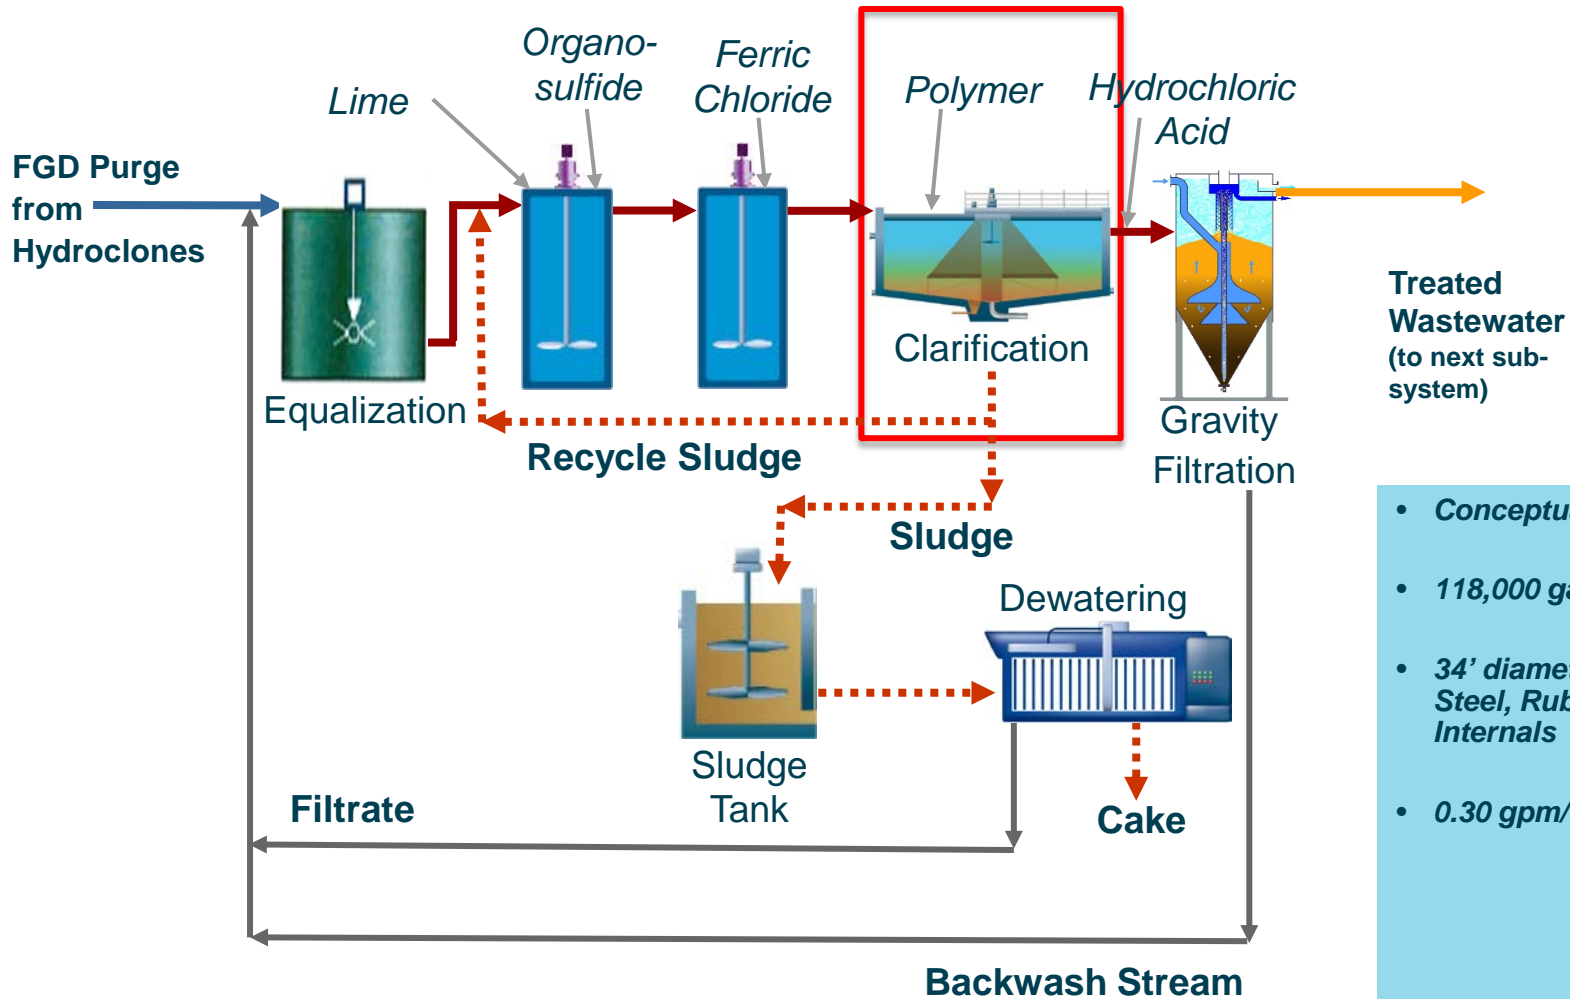 Organo-
sulfide
Ferric
Chloride
Lime
Polymer
Hydrochloric
Acid
FGD Purge
from
Hydroclones
Treated
Wastewater
(to next sub-
system)
Clarification
Equalization
Gravity
Filtration
Recycle Sludge
Sludge
Dewatering
Sludge
Tank
Filtrate
Cake
Backwash Stream
• 118,000
• 34’
Steel,
Internals
• 0.30 gpm/